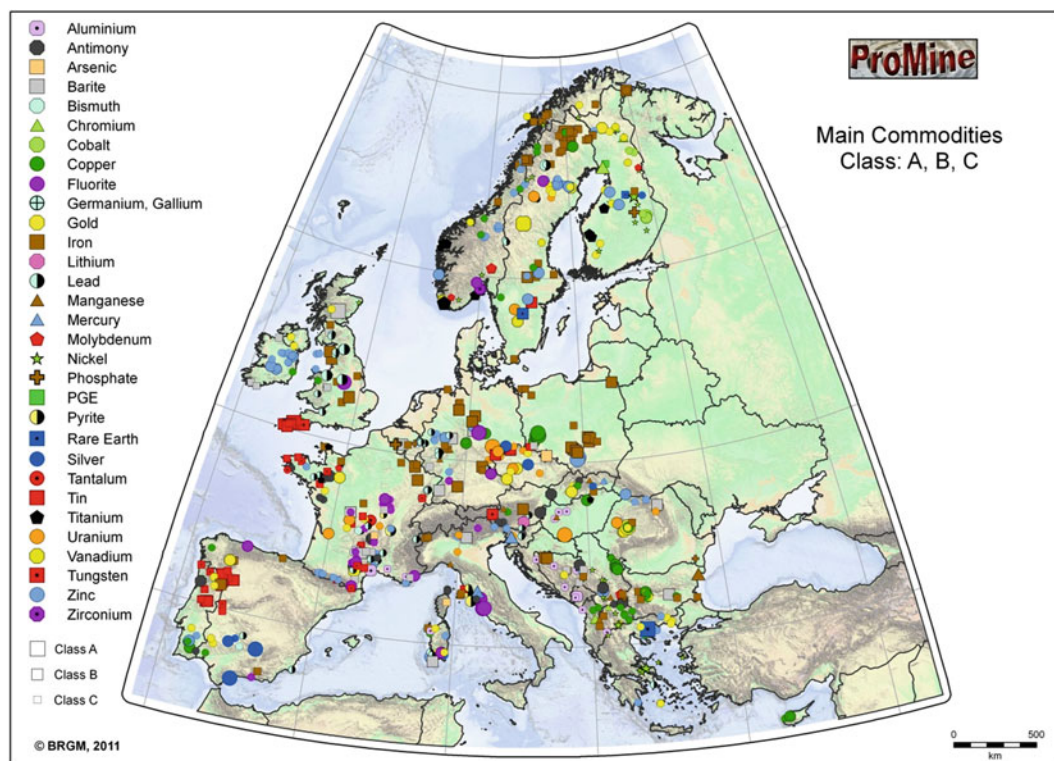 Aluminium
Antimony
Arsenic
Barite
Bismuth
Chromium
Cobalt
Copper
Fluorite
Germanium, Gallium
Gold
Iron
Lithium
Lead
Manganese
Mercury
Molybdenum
Nickel
Phosphate
PGE
Pyrite
Rare Earth
Silver
Tantalum
Tin
Titanium
Uranium
Vanadium
Tungsten
Zinc
Zirconium
Class A
Class B
Class C
© BRGM, 2011
ProMine
Main Commodities
Class: A, B, C
0 500
km